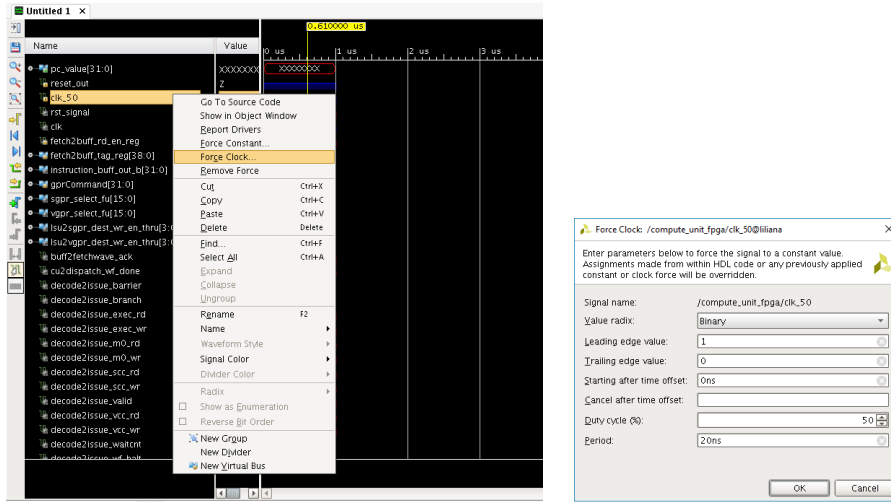 Untitled 1 ×
0.610000 us
Name Value
0 us 1 us 2 us 3 us
pc_value[31:0] XXXXXXX XXXXXXXX
reset_out Z
clk_50
rst_signal
clk
fetch2buff_rd_en_reg
fetch2buff_tag_reg[38:0]
instruction_buff_out_b[31:0]
gprCommand[31:0]
sgpr_select_fu[15:0]
vgpr_select_fu[15:0]
lsu2sgpr_dest_wr_en_thru[3:
lsu2vgpr_dest_wr_en_thru[3:
buff2fetchwave_ack
cu2dispatch_wf_done
decode2issue_barrier
decode2issue_branch
decode2issue_exec_rd
decode2issue_exec_wr
decode2issue_m0_rd
decode2issue_m0_wr
decode2issue_scc_rd
decode2issue_scc_wr
decode2issue_valid
decode2issue_vcc_rd
decode2issue_vcc_wr
decode2issue_waitcnt
decode2issue_wf_halt
Go To Source Code
Show in Object Window
Report Drivers
Force Constant...
Force Clock...
Remove Force
Cut Ctrl+X
Copy Ctrl+C
Paste Ctrl+V
Delete Delete
Find... Ctrl+F
Select All Ctrl+A
Expand
Collapse
Ungroup
Rename F2
Name
Waveform Style
Signal Color
Divider Color
Radix
Show as Enumeration
Reverse Bit Order
New Group
New Divider
New Virtual Bus
Force Clock: /compute_unit_fpga/clk_50@liliana ×
Enter parameters below to force the signal to a constant value.
Assignments made from within HDL code or any previously applied
constant or clock force will be overridden.
Signal name: /compute_unit_fpga/clk_50
Value radix: Binary
Leading edge value: 1
Trailing edge value: 0
Starting after time offset: 0ns
Cancel after time offset:
Duty cycle (%): 50
Period: 20ns
OK Cancel